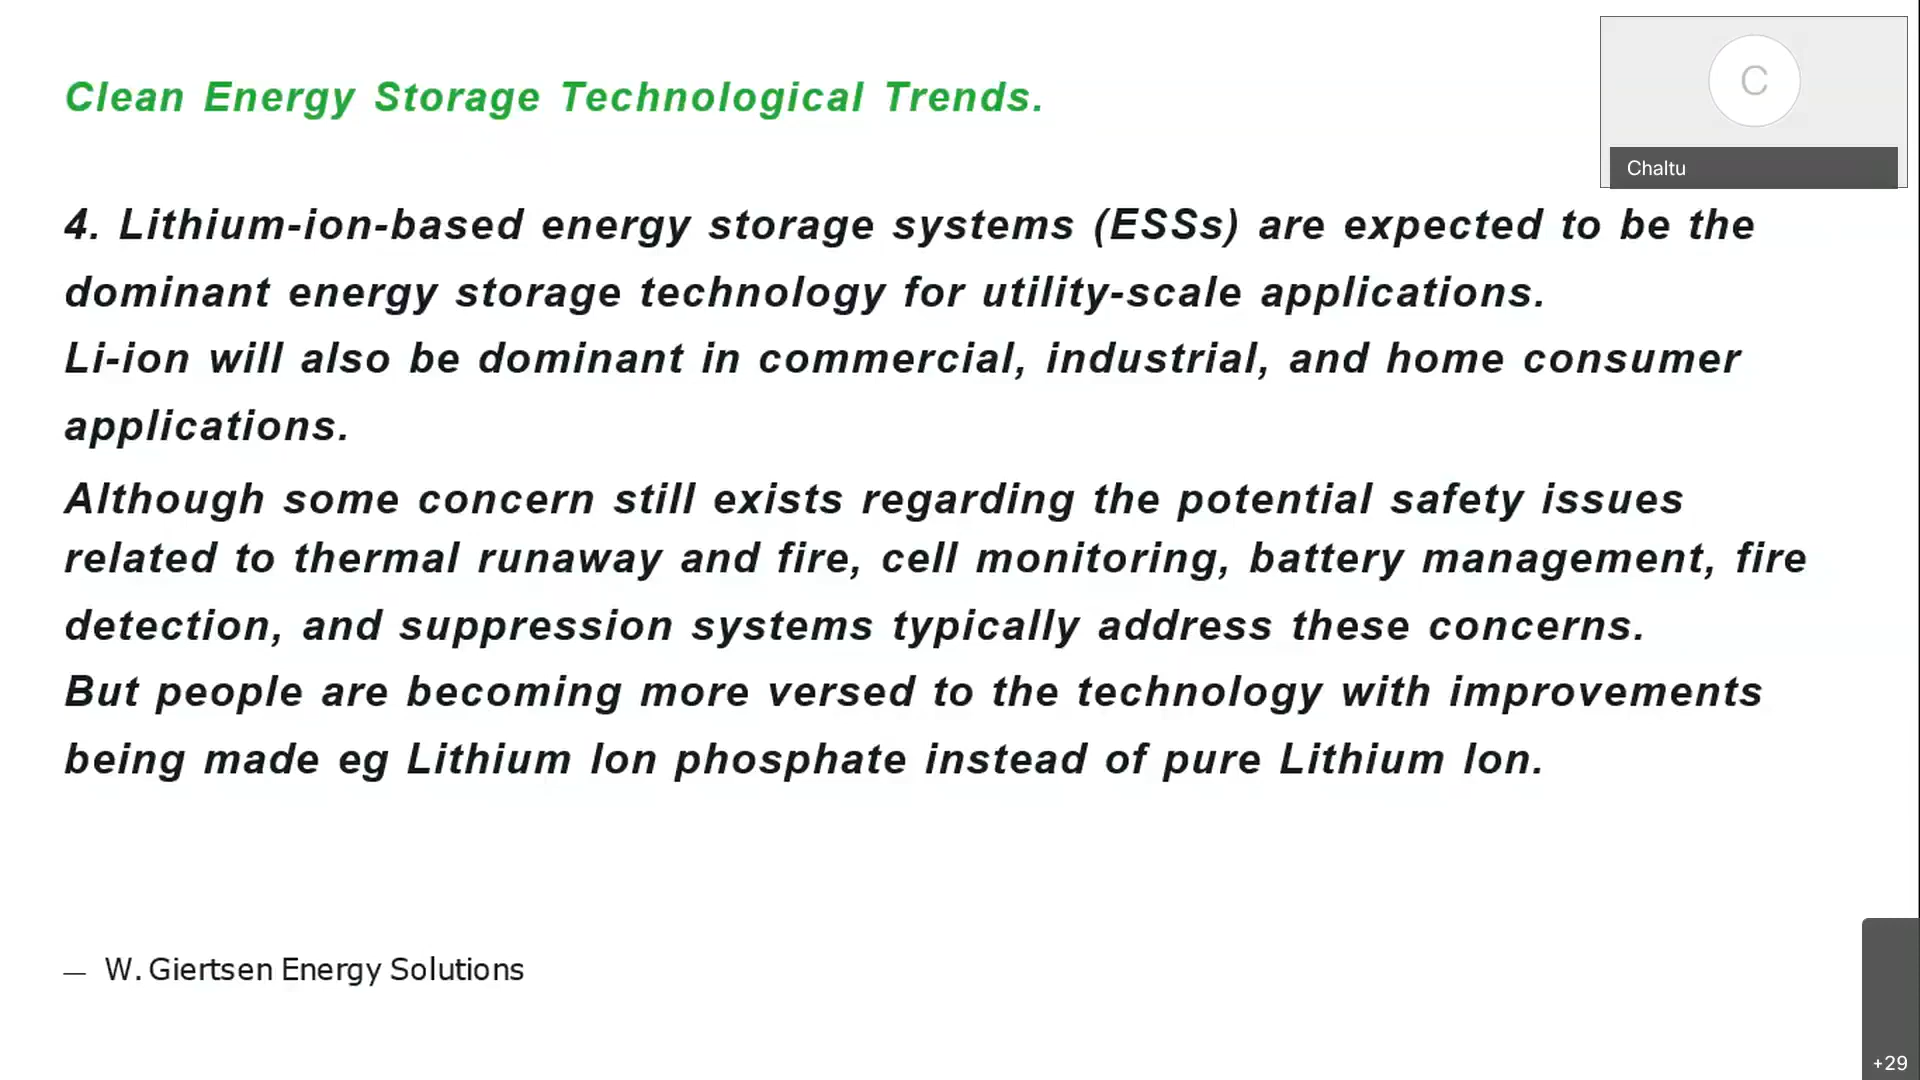 Clean Energy Storage Technological Trends.
C
Chaltu
4. Lithium-ion-based energy storage systems (ESSs) are expected to be the
dominant energy storage technology for utility-scale applications.
Li-ion will also be dominant in commercial, industrial, and home consumer
applications.
Although some concern still exists regarding the potential safety issues
related to thermal runaway and fire, cell monitoring, battery management, fire
detection, and suppression systems typically address these concerns.
But people are becoming more versed to the technology with improvements
being made eg Lithium Ion phosphate instead of pure Lithium Ion.
— W. Giertsen Energy Solutions
+29